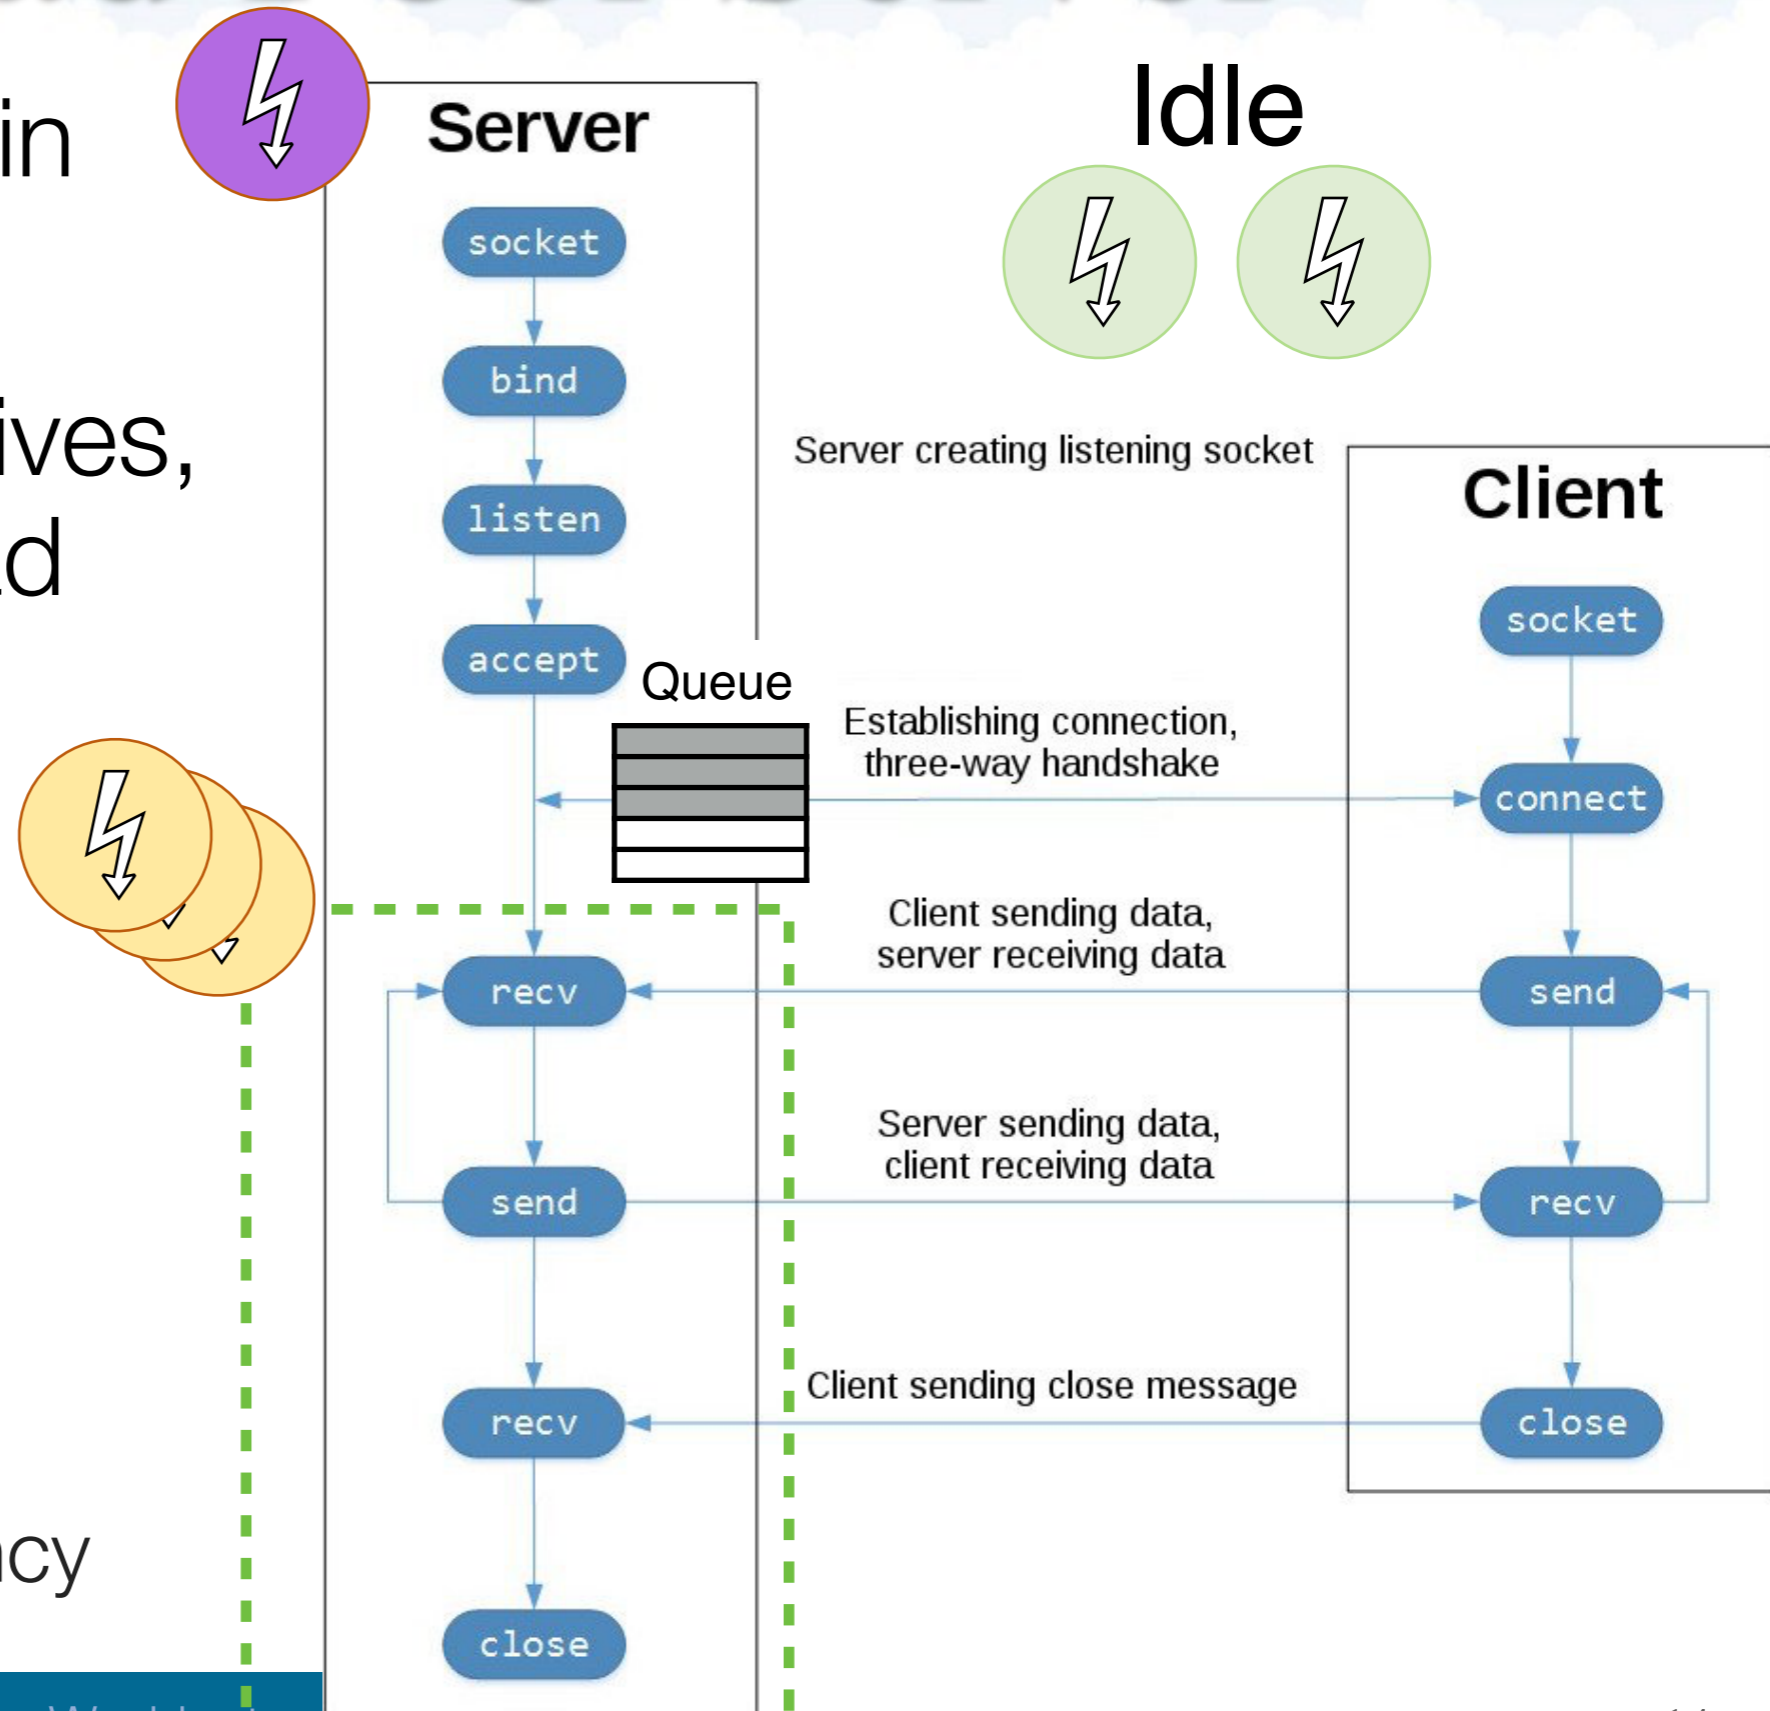 in
Server
Idle
socket
bind
ives,
Server creating listening socket
listen
Client
accept
socket
Queue
Establishing connection,
three-way handshake
connect
Client sending data,
server receiving data
recv
send
Server sending data,
client receiving data
send
recv
Client sending close message
recv
close
ncy
close